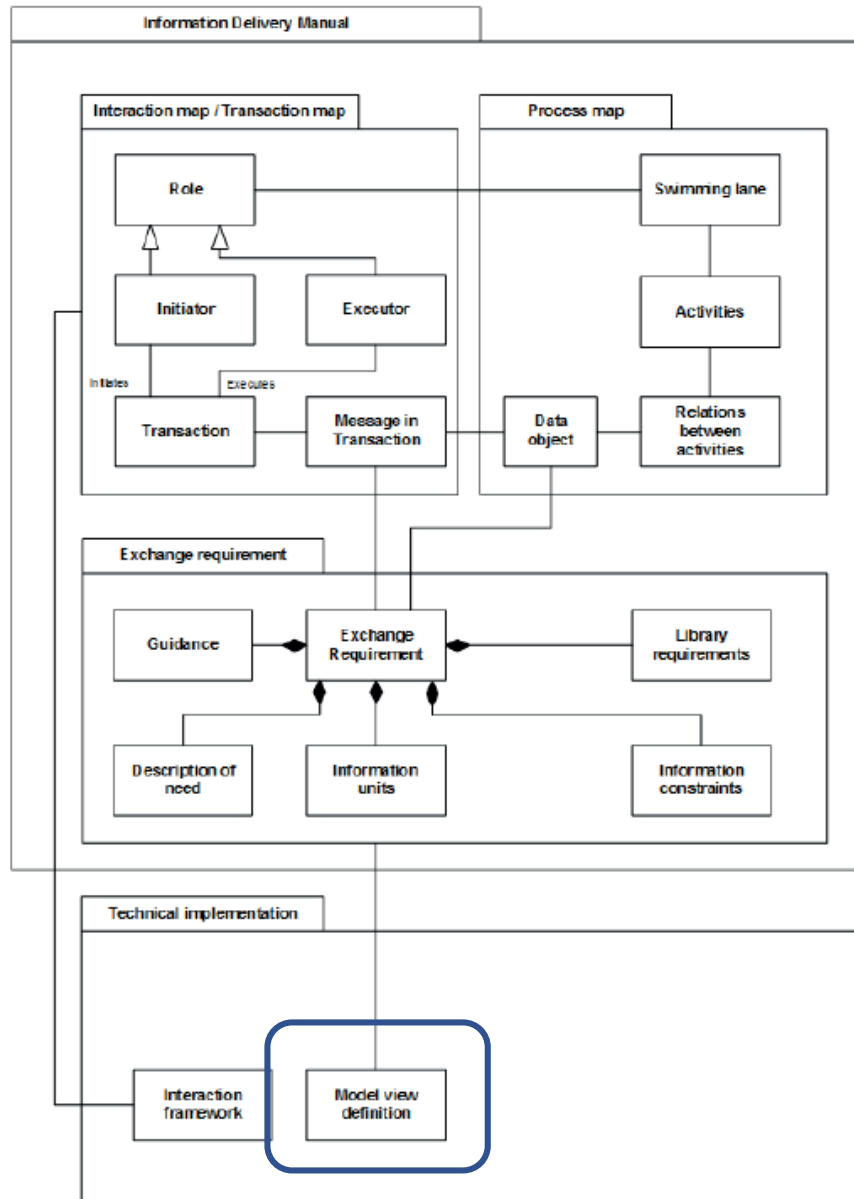 Information Delivery Manual
Interaction map / Transaction map
Process map
Role
Swimming lane
Initiator
Executor
Activities
Initiates
Executes
Transaction
Message in
Transaction
Data
object
Relations
between
activities
Exchange requirement
Guidance
Exchange
Requirement
Library
requirements
Description of
need
Information
units
Information
constraints
Technical implementation
Interaction
framework
Model view
definition